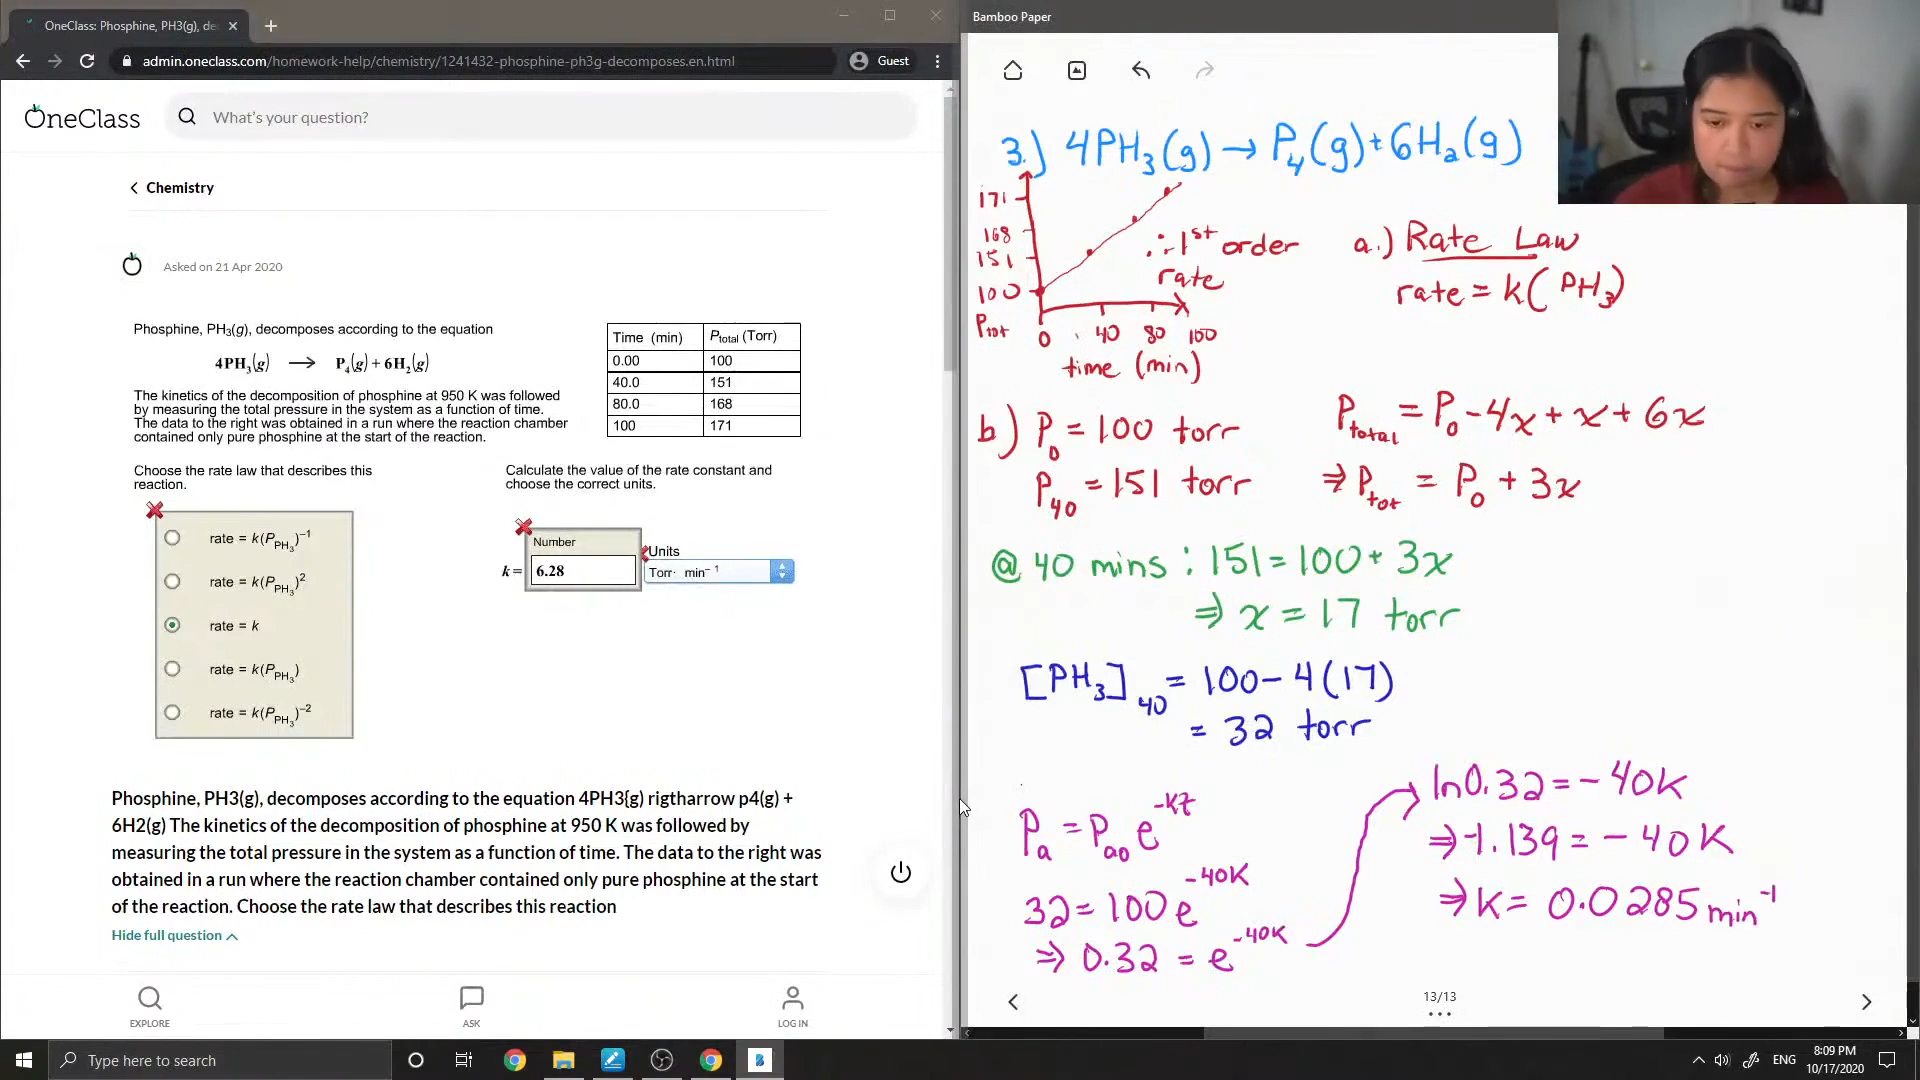 OneClass: Phosphine, PH3(g), de
admin.oneclass.com/homework-help/chemistry/1241432-phosphine-ph3g-decomposes.en.html
Guest
OneClass
What's your question?
Chemistry
Asked on 21 Apr 2020
Phosphine, PH₃(g), decomposes according to the equation
4PH₃(g) → P₄(g) + 6H₂(g)
The kinetics of the decomposition of phosphine at 950 K was followed
by measuring the total pressure in the system as a function of time.
The data to the right was obtained in a run where the reaction chamber
contained only pure phosphine at the start of the reaction.
Time (min) P_total (Torr)
0.00 100
40.0 151
80.0 168
100 171
Choose the rate law that describes this
reaction.
rate = k(P_PH₃)⁻¹
rate = k(P_PH₃)²
rate = k
rate = k(P_PH₃)
rate = k(P_PH₃)⁻²
Calculate the value of the rate constant and
choose the correct units.
Number
Units
k = 6.28 Torr· min⁻¹
Phosphine, PH3(g), decomposes according to the equation 4PH3{g) rigtharrow p4(g) +
6H2(g) The kinetics of the decomposition of phosphine at 950 K was followed by
measuring the total pressure in the system as a function of time. The data to the right was
obtained in a run where the reaction chamber contained only pure phosphine at the start
of the reaction. Choose the rate law that describes this reaction
Hide full question
EXPLORE
ASK
LOG IN
Bamboo Paper
3.) 4PH₃(g) → P₄(g) + 6H₂(g)
171
168
151
100
Ptot
0 40 80 100
time (min)
∴ 1st order
rate
a.) Rate Law
rate = k(PH₃)
b) P₀ = 100 torr
P₄₀ = 151 torr
P_total = P₀ - 4x + x + 6x
⇒ P_tot = P₀ + 3x
@ 40 mins : 151 = 100 + 3x
⇒ x = 17 torr
[PH₃]₄₀ = 100 - 4(17)
= 32 torr
P_a = P_a0 e^-kt
32 = 100 e^-40K
⇒ 0.32 = e^-40K
ln 0.32 = - 40K
⇒ -1.139 = - 40K
⇒ K = 0.0285 min⁻¹
13/13
Type here to search
ENG
8:09 PM
10/17/2020